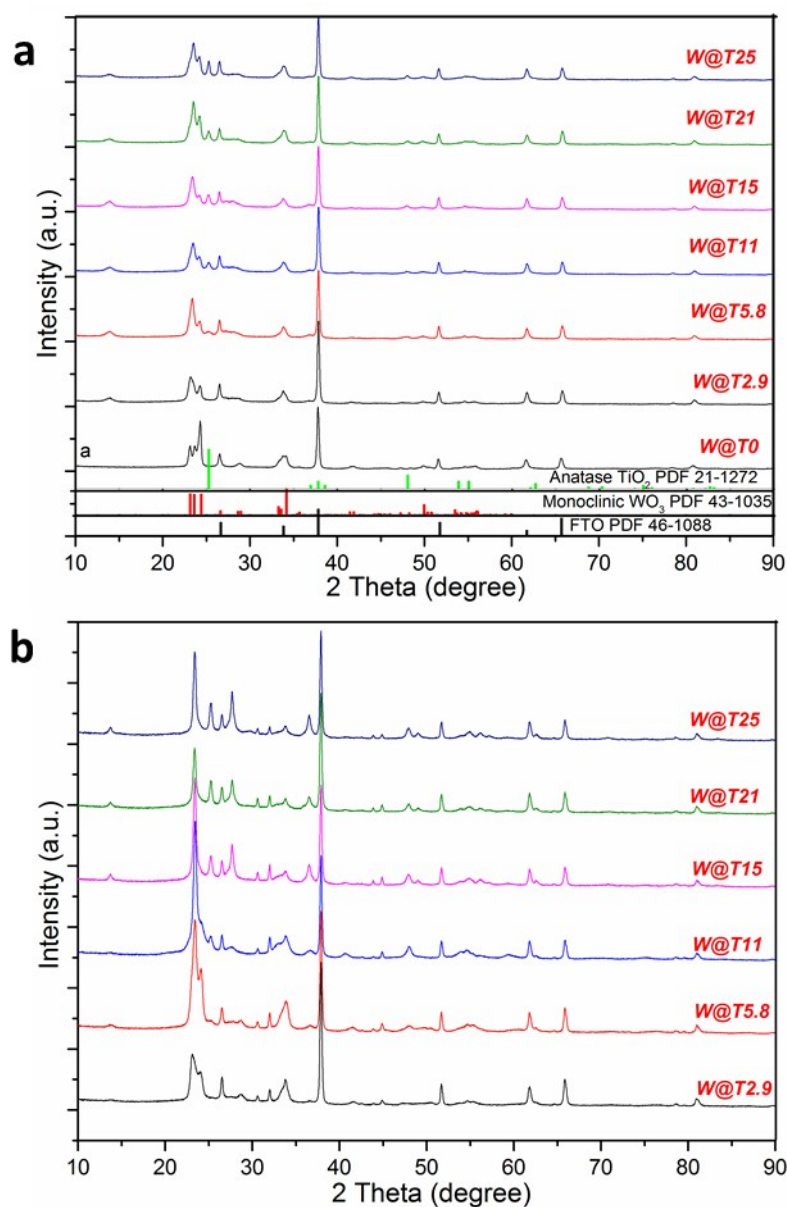 a
W@T25
W@T21
W@T15
W@T11
W@T5.8
W@T2.9
W@T0
a
Anatase TiO₂ PDF 21-1272
Monoclinic WO₃ PDF 43-1035
FTO PDF 46-1088
Intensity (a.u.)
10 20 30 40 50 60 70 80 90
2 Theta (degree)
b
W@T25
W@T21
W@T15
W@T11
W@T5.8
W@T2.9
Intensity (a.u.)
10 20 30 40 50 60 70 80 90
2 Theta (degree)